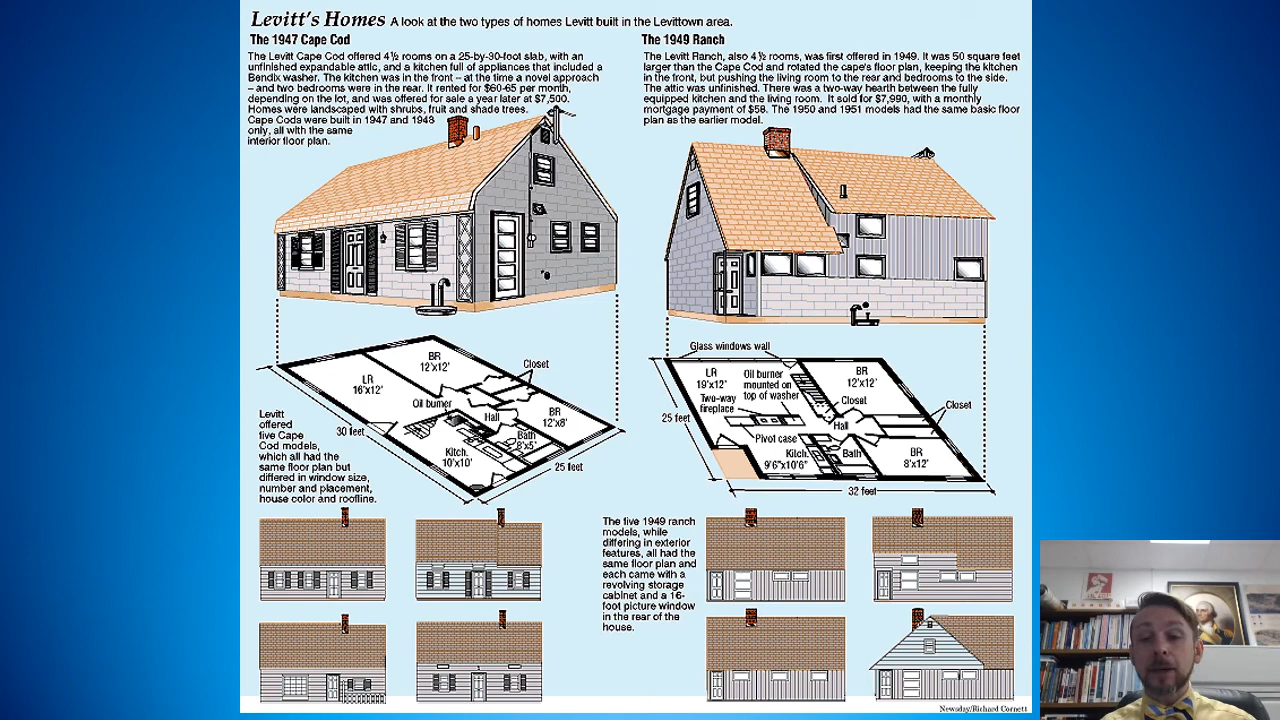 Levitt's Homes A look at the two types of homes Levitt built in the Levittown area.
The 1947 Cape Cod
The Levitt Cape Cod offered 4½ rooms on a 25-by-30-foot slab, with an
unfinished expandable attic, and a kitchen full of appliances that included a
Bendix washer. The kitchen was in the front – at the time a novel approach
– and two bedrooms were in the rear. It rented for $60-65 per month,
depending on the lot, and was offered for sale a year later at $7,500.
Homes were landscaped with shrubs, fruit and shade trees.
Cape Cods were built in 1947 and 1948
only, all with the same
interior floor plan.
The 1949 Ranch
The Levitt Ranch, also 4½ rooms, was first offered in 1949. It was 50 square feet
larger than the Cape Cod and rotated the cape's floor plan, keeping the kitchen
in the front, but pushing the living room to the rear and bedrooms to the side.
The attic was unfinished. There was a two-way hearth between the fully
equipped kitchen and the living room. It sold for $7,990, with a monthly
mortgage payment of $58. The 1950 and 1951 models had the same basic floor
plan as the earlier model.
BR
12'x12'
Closet
LR
16'x12'
Oil burner
Hall
BR
12'x8'
Bath
8'x5'
Kitch.
10'x10'
30 feet
25 feet
Levitt
offered
five Cape
Cod models,
which all had the
same floor plan but
differed in window size,
number and placement,
house color and roofline.
Glass windows wall
LR
19'x12'
Oil burner
mounted on
top of washer
BR
12'x12'
Two-way
fireplace
Closet
Closet
25 feet
Hall
Pivot case
Kitch.
9'6"x10'6"
Bath
BR
8'x12'
32 feet
The five 1949 ranch
models, while
differing in exterior
features, all had the
same floor plan and
each came with a
revolving storage
cabinet and a 16-
foot picture window
in the rear of the
house.
Newsday/Richard Cornett